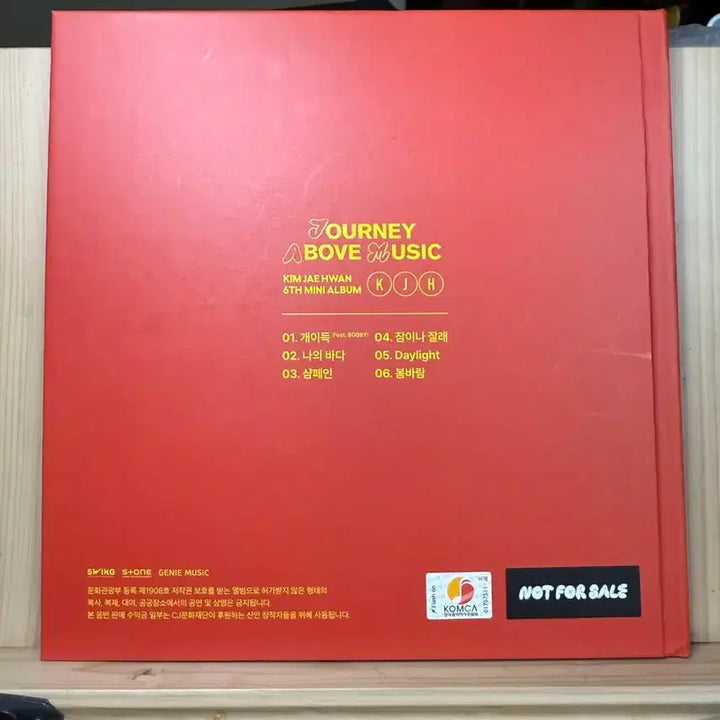 JOURNEY
ABOVE MUSIC
KIM JAE HWAN
6TH MINI ALBUM
K J H
01. 개이득 (Feat. BOBBY)
02. 나의 바다
03. 샴페인
04. 잠이나 잘래
05. Daylight
06. 봄바람
SWING
STONE
GENIE MUSIC
문화관광부 등록 제1908호 저작권 보호를 받는 앨범으로 허가받지 않은 형태의
복사, 복제, 대여, 공공장소에서의 공연 및 상영은 금지됩니다.
본 음반 판매 수익금 일부는 CJ문화재단이 후원하는 신인 창작자들을 위해 사용됩니다.
KOMCA
NOT FOR SALE